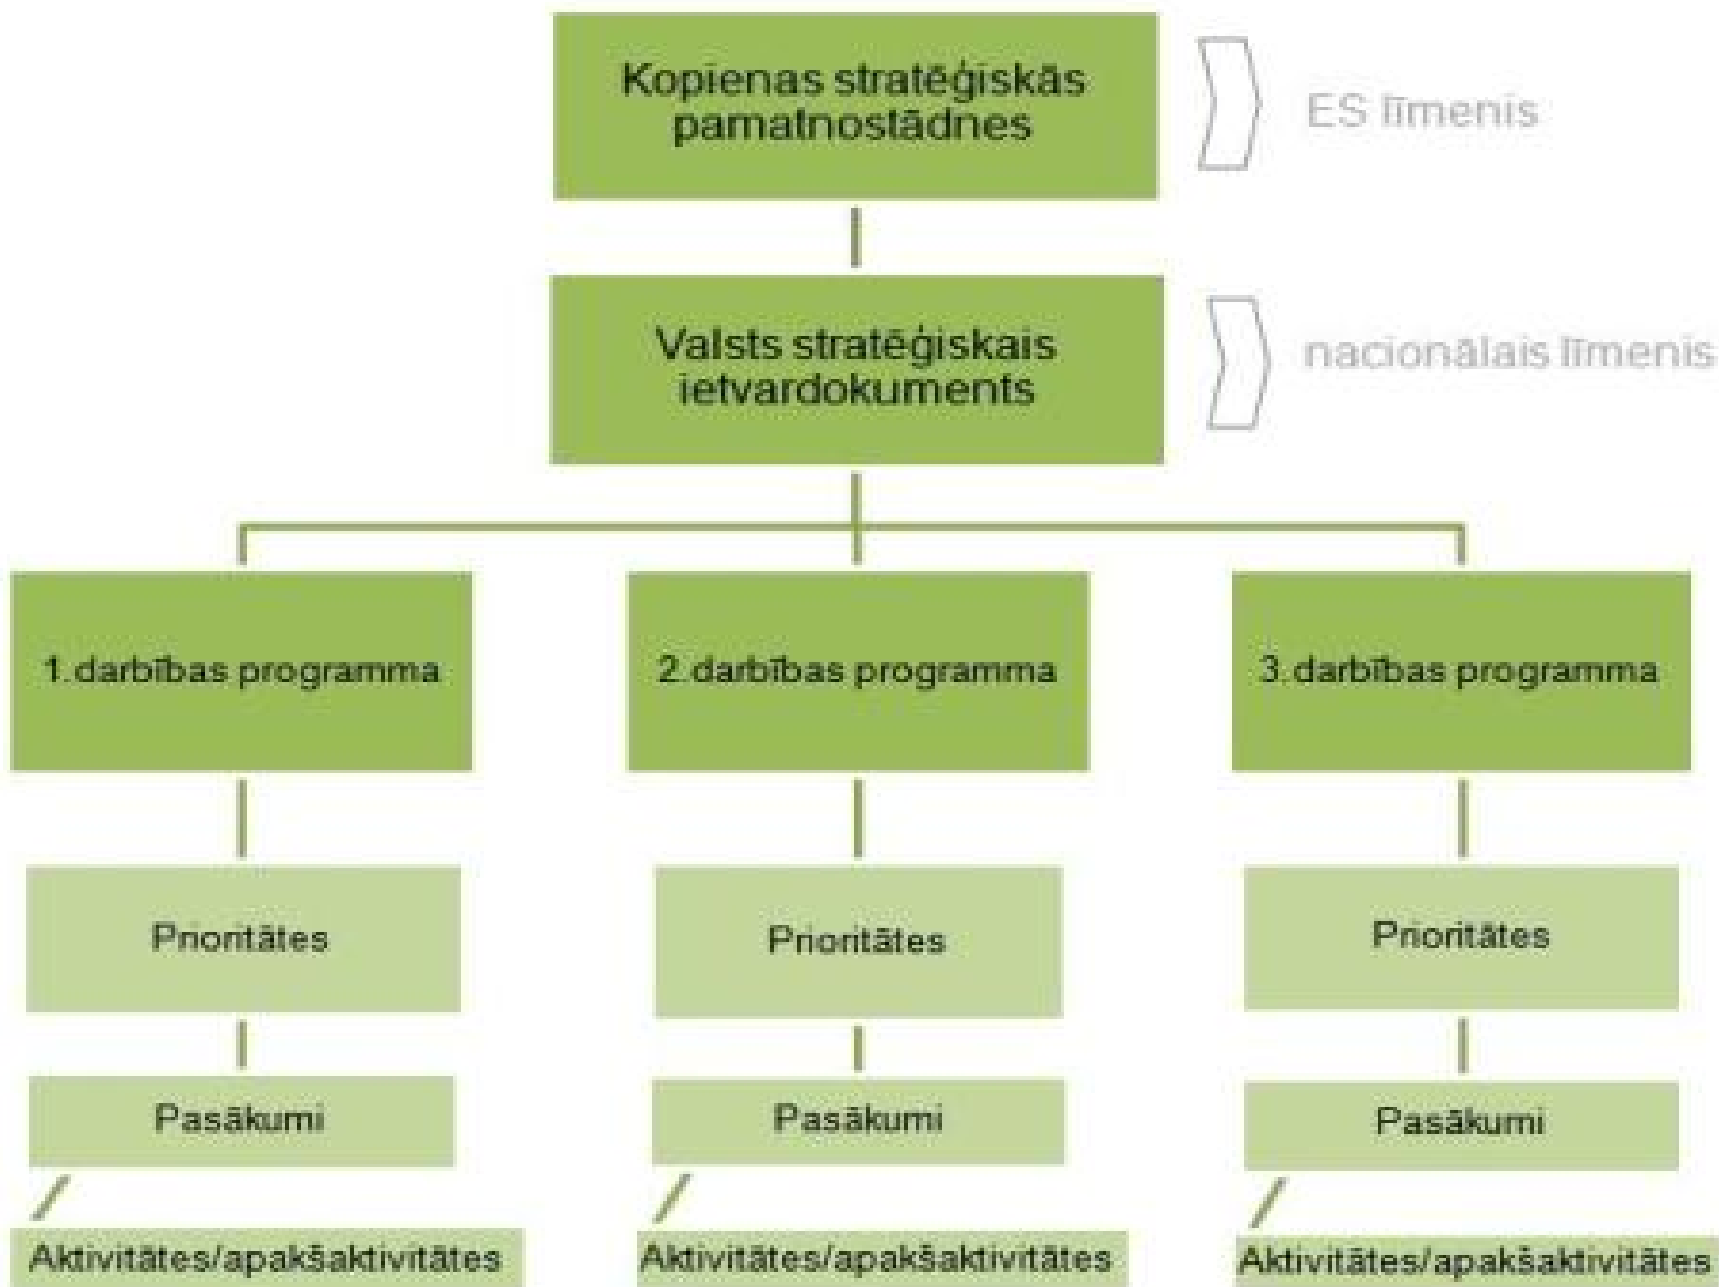 Kopienas stratēģiskās
pamatnostādnes
ES līmenis
Valsts stratēģiskais
ietvardokuments
nacionālais līmenis
1.darbības programma
2.darbības programma
3.darbības programma
Prioritātes
Prioritātes
Prioritātes
Pasākumi
Pasākumi
Pasākumi
Aktivitātes/apakšaktivitātes
Aktivitātes/apakšaktivitātes
Aktivitātes/apakšaktivitātes